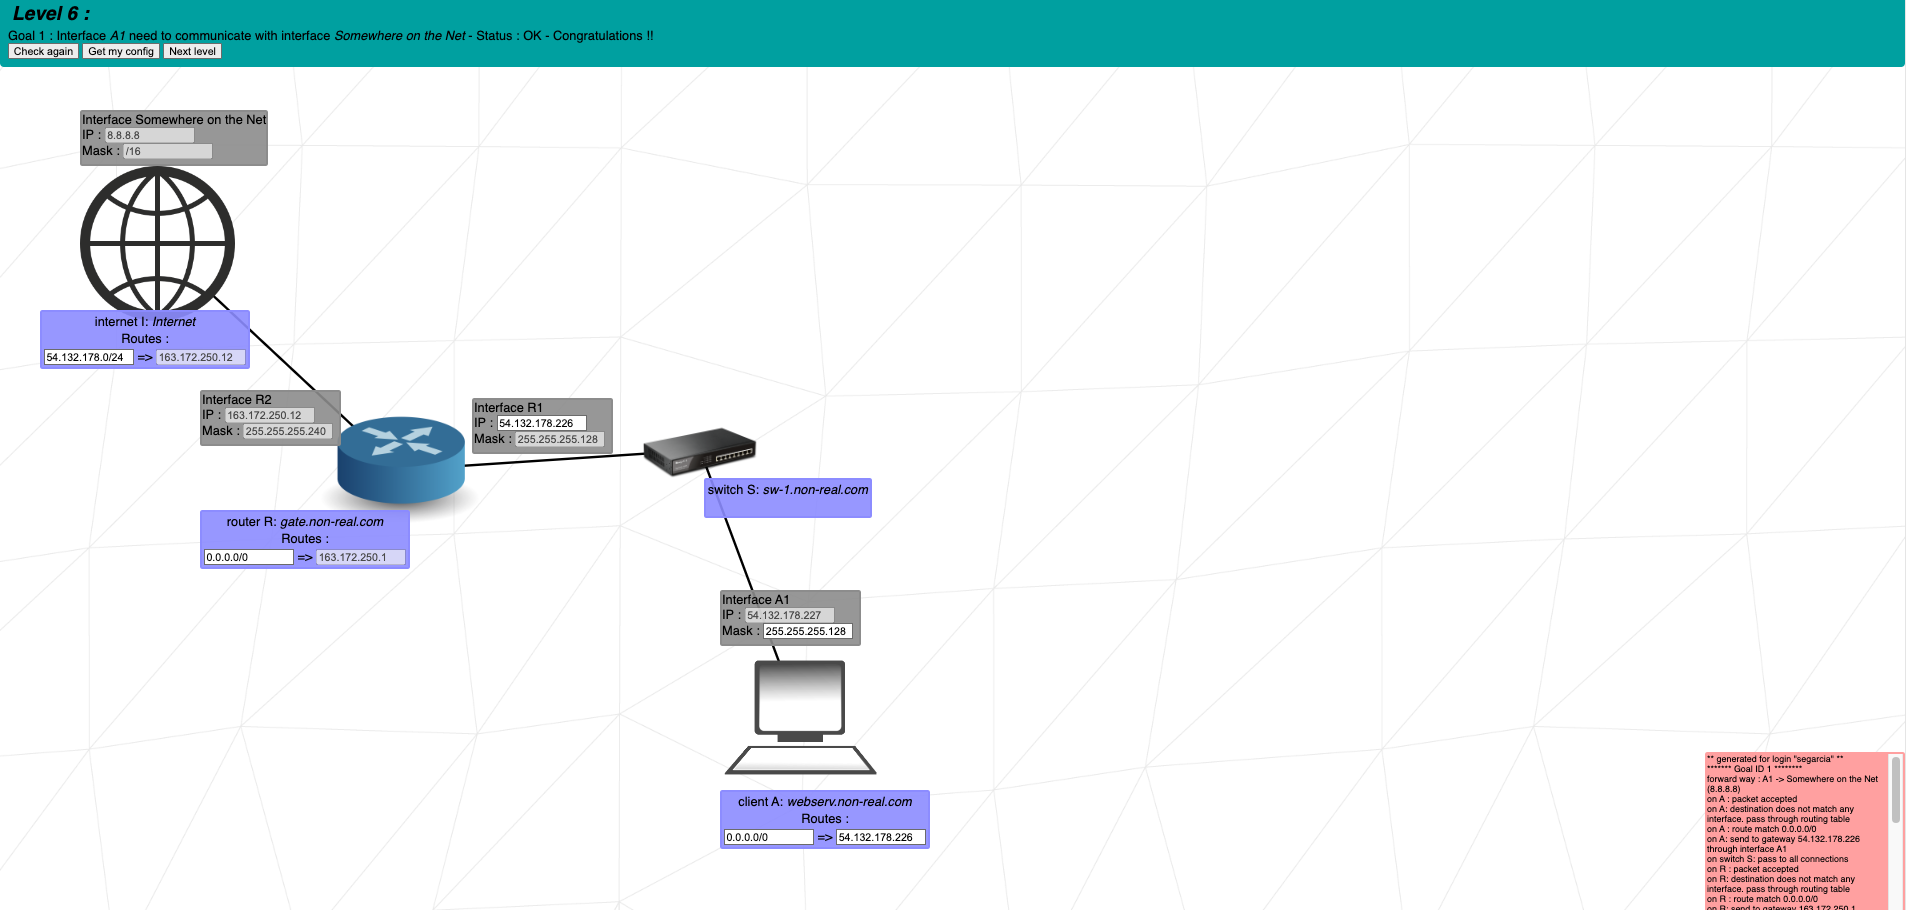 Level 6 :
Goal 1 : Interface A1 need to communicate with interface Somewhere on the Net - Status : OK - Congratulations !!
Check again Get my config Next level
Interface Somewhere on the Net
IP : 8.8.8.8
Mask : /16
internet I: Internet
Routes :
54.132.178.0/24 => 163.172.250.12
Interface R2
IP : 163.172.250.12
Mask : 255.255.255.240
Interface R1
IP : 54.132.178.226
Mask : 255.255.255.128
switch S: sw-1.non-real.com
router R: gate.non-real.com
Routes :
0.0.0.0/0 => 163.172.250.1
Interface A1
IP : 54.132.178.227
Mask : 255.255.255.128
client A: webserv.non-real.com
Routes :
0.0.0.0/0 => 54.132.178.226
** generated for login "segarcia" **
******* Goal ID 1 ********
forward way : A1 -> Somewhere on the Net
(8.8.8.8)
on A : packet accepted
on A: destination does not match any
interface. pass through routing table
on A : route match 0.0.0.0/0
on A: send to gateway 54.132.178.226
through interface A1
on switch S: pass to all connections
on R : packet accepted
on R: destination does not match any
interface. pass through routing table
on R : route match 0.0.0.0/0
on R: send to gateway 163.172.250.1